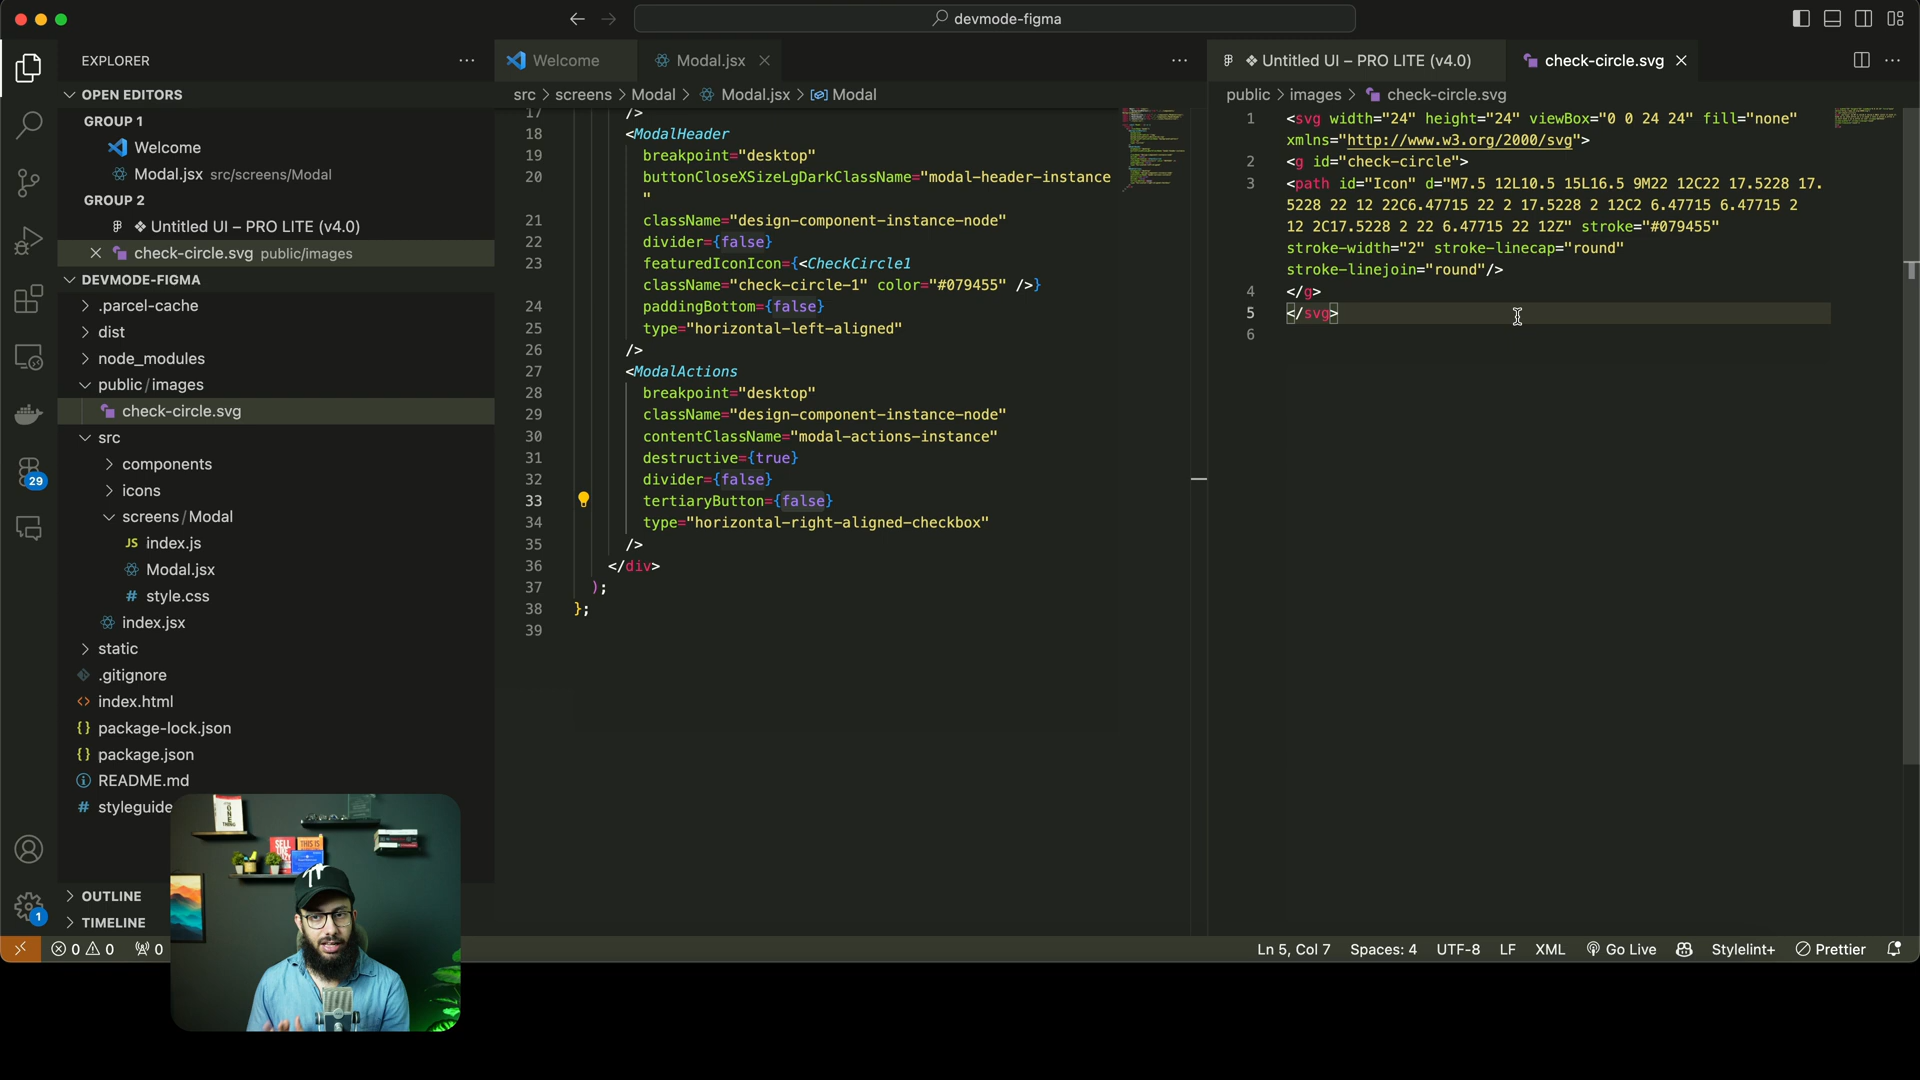 devmode-figma
EXPLORER
OPEN EDITORS
GROUP 1
Welcome
Modal.jsx src/screens/Modal
GROUP 2
❖ Untitled UI – PRO LITE (v4.0)
check-circle.svg public/images
DEVMODE-FIGMA
.parcel-cache
dist
node_modules
public/images
check-circle.svg
src
components
icons
screens/Modal
JS index.js
Modal.jsx
# style.css
index.jsx
static
.gitignore
<> index.html
{} package-lock.json
{} package.json
README.md
# styleguide
OUTLINE
TIMELINE
29
1
Welcome
Modal.jsx
src > screens > Modal > Modal.jsx > Modal
17 />
18 <ModalHeader
19 breakpoint="desktop"
20 buttonCloseXSizeLgDarkClassName="modal-header-instance
"
21 className="design-component-instance-node"
22 divider={false}
23 featuredIconIcon={<CheckCircle1
className="check-circle-1" color="#079455" />}
24 paddingBottom={false}
25 type="horizontal-left-aligned"
26 />
27 <ModalActions
28 breakpoint="desktop"
29 className="design-component-instance-node"
30 contentClassName="modal-actions-instance"
31 destructive={true}
32 divider={false}
33 tertiaryButton={false}
34 type="horizontal-right-aligned-checkbox"
35 />
36 </div>
37 );
38 };
39
❖ Untitled UI – PRO LITE (v4.0)
check-circle.svg
public > images > check-circle.svg
1 <svg width="24" height="24" viewBox="0 0 24 24" fill="none"
xmlns="http://www.w3.org/2000/svg">
2 <g id="check-circle">
3 <path id="Icon" d="M7.5 12L10.5 15L16.5 9M22 12C22 17.5228 17.
5228 22 12 22C6.47715 22 2 17.5228 2 12C2 6.47715 6.47715 2
12 2C17.5228 2 22 6.47715 22 12Z" stroke="#079455"
stroke-width="2" stroke-linecap="round"
stroke-linejoin="round"/>
4 </g>
5 </svg>
6
THE
ONE
THING
SELL
THIS IS
0 0 0
Ln 5, Col 7 Spaces: 4 UTF-8 LF XML Go Live Stylelint+ Prettier